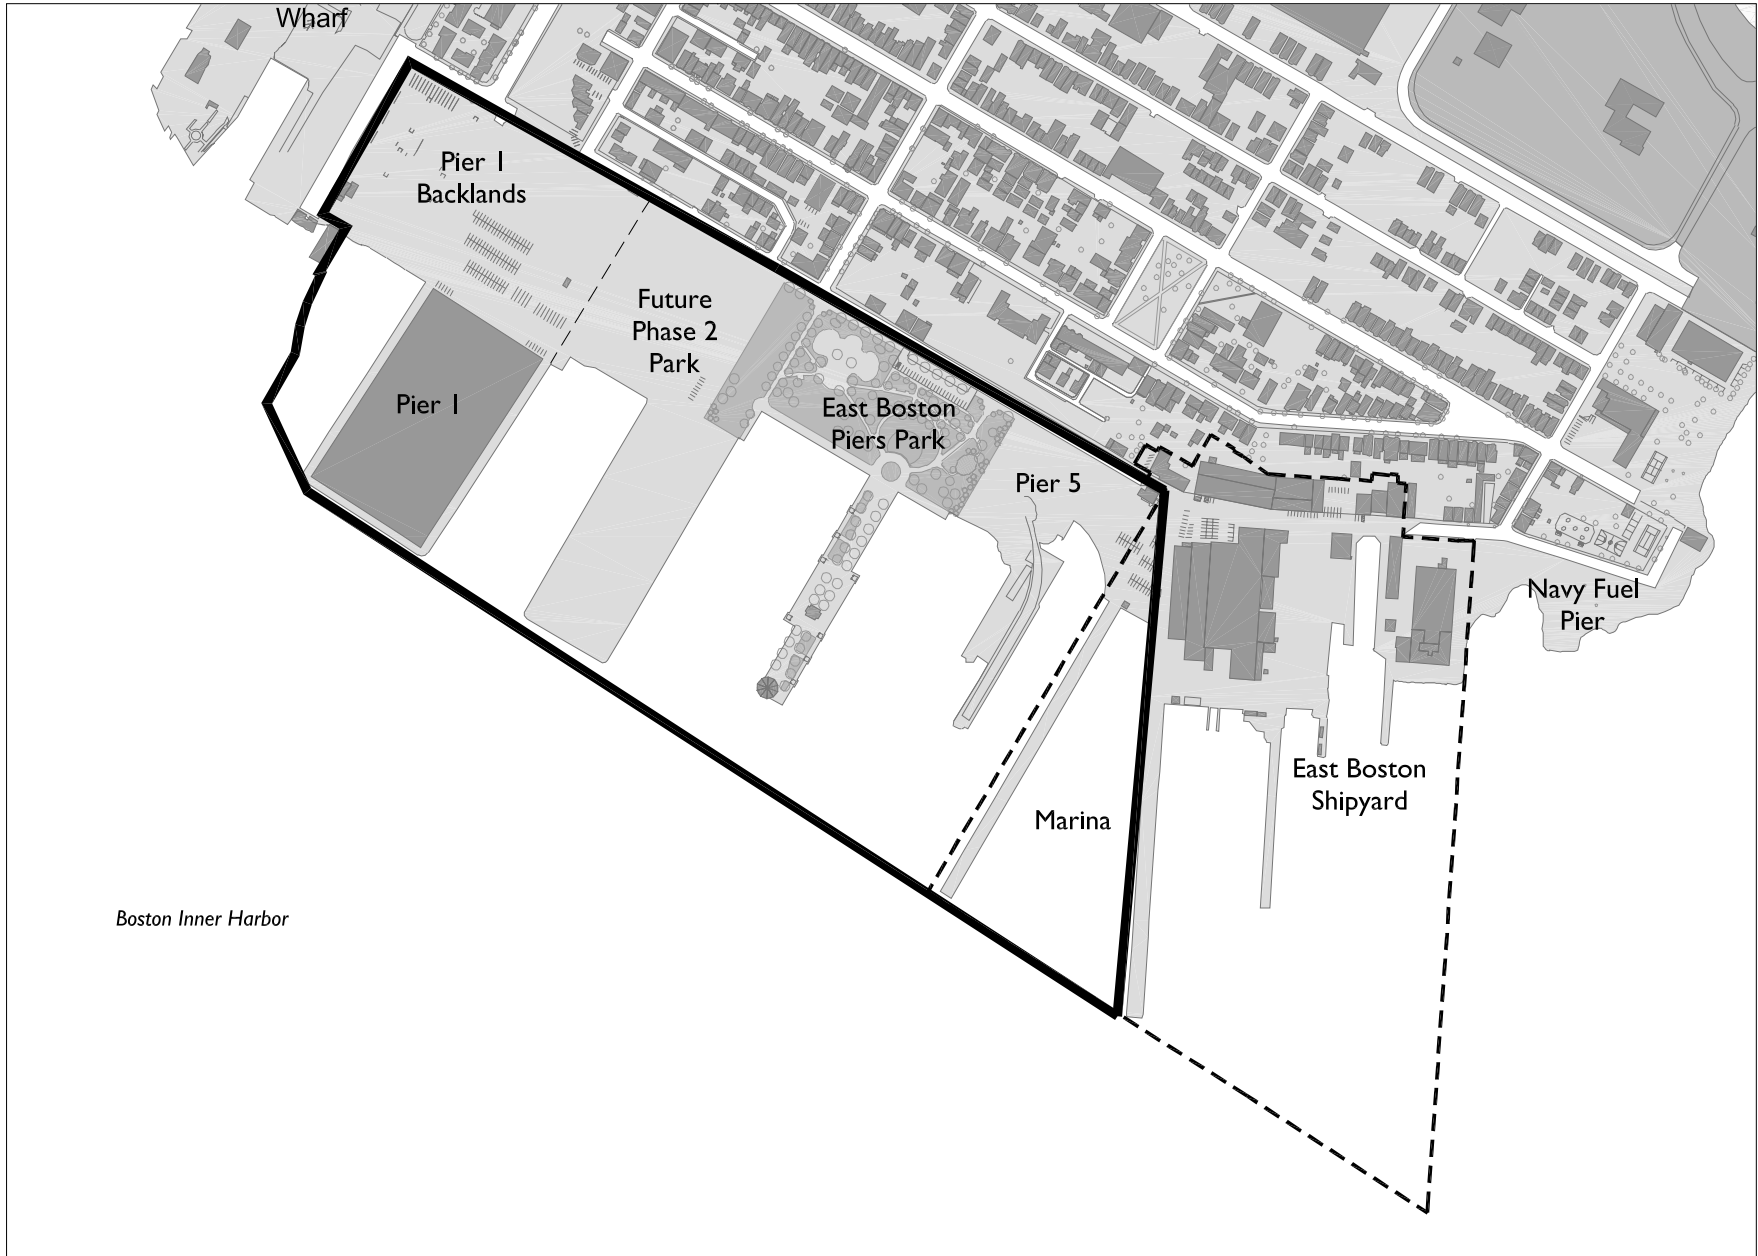 Wharf
Pier 1
Backlands
Future
Phase 2
Park
Pier 1
East Boston
Piers Park
Pier 5
Navy Fuel
Pier
East Boston
Shipyard
Marina
Boston Inner Harbor